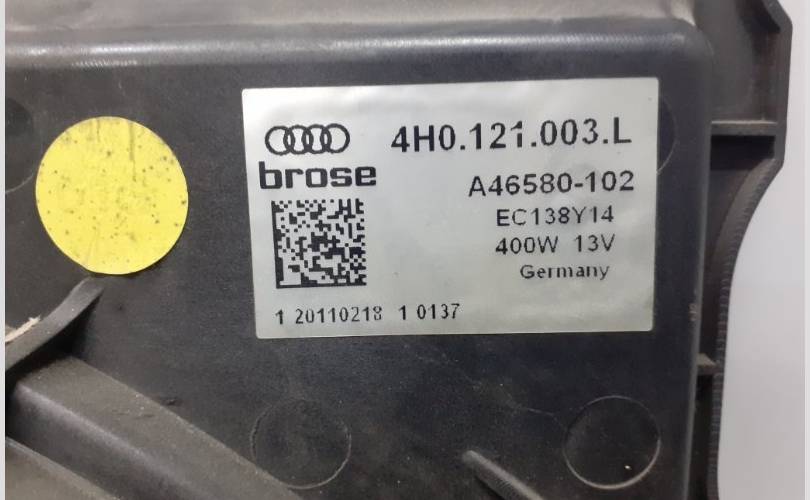 4H0.121.003.L
brose
A46580-102
EC138Y14
400W 13V
Germany
1 20110218 1 0137